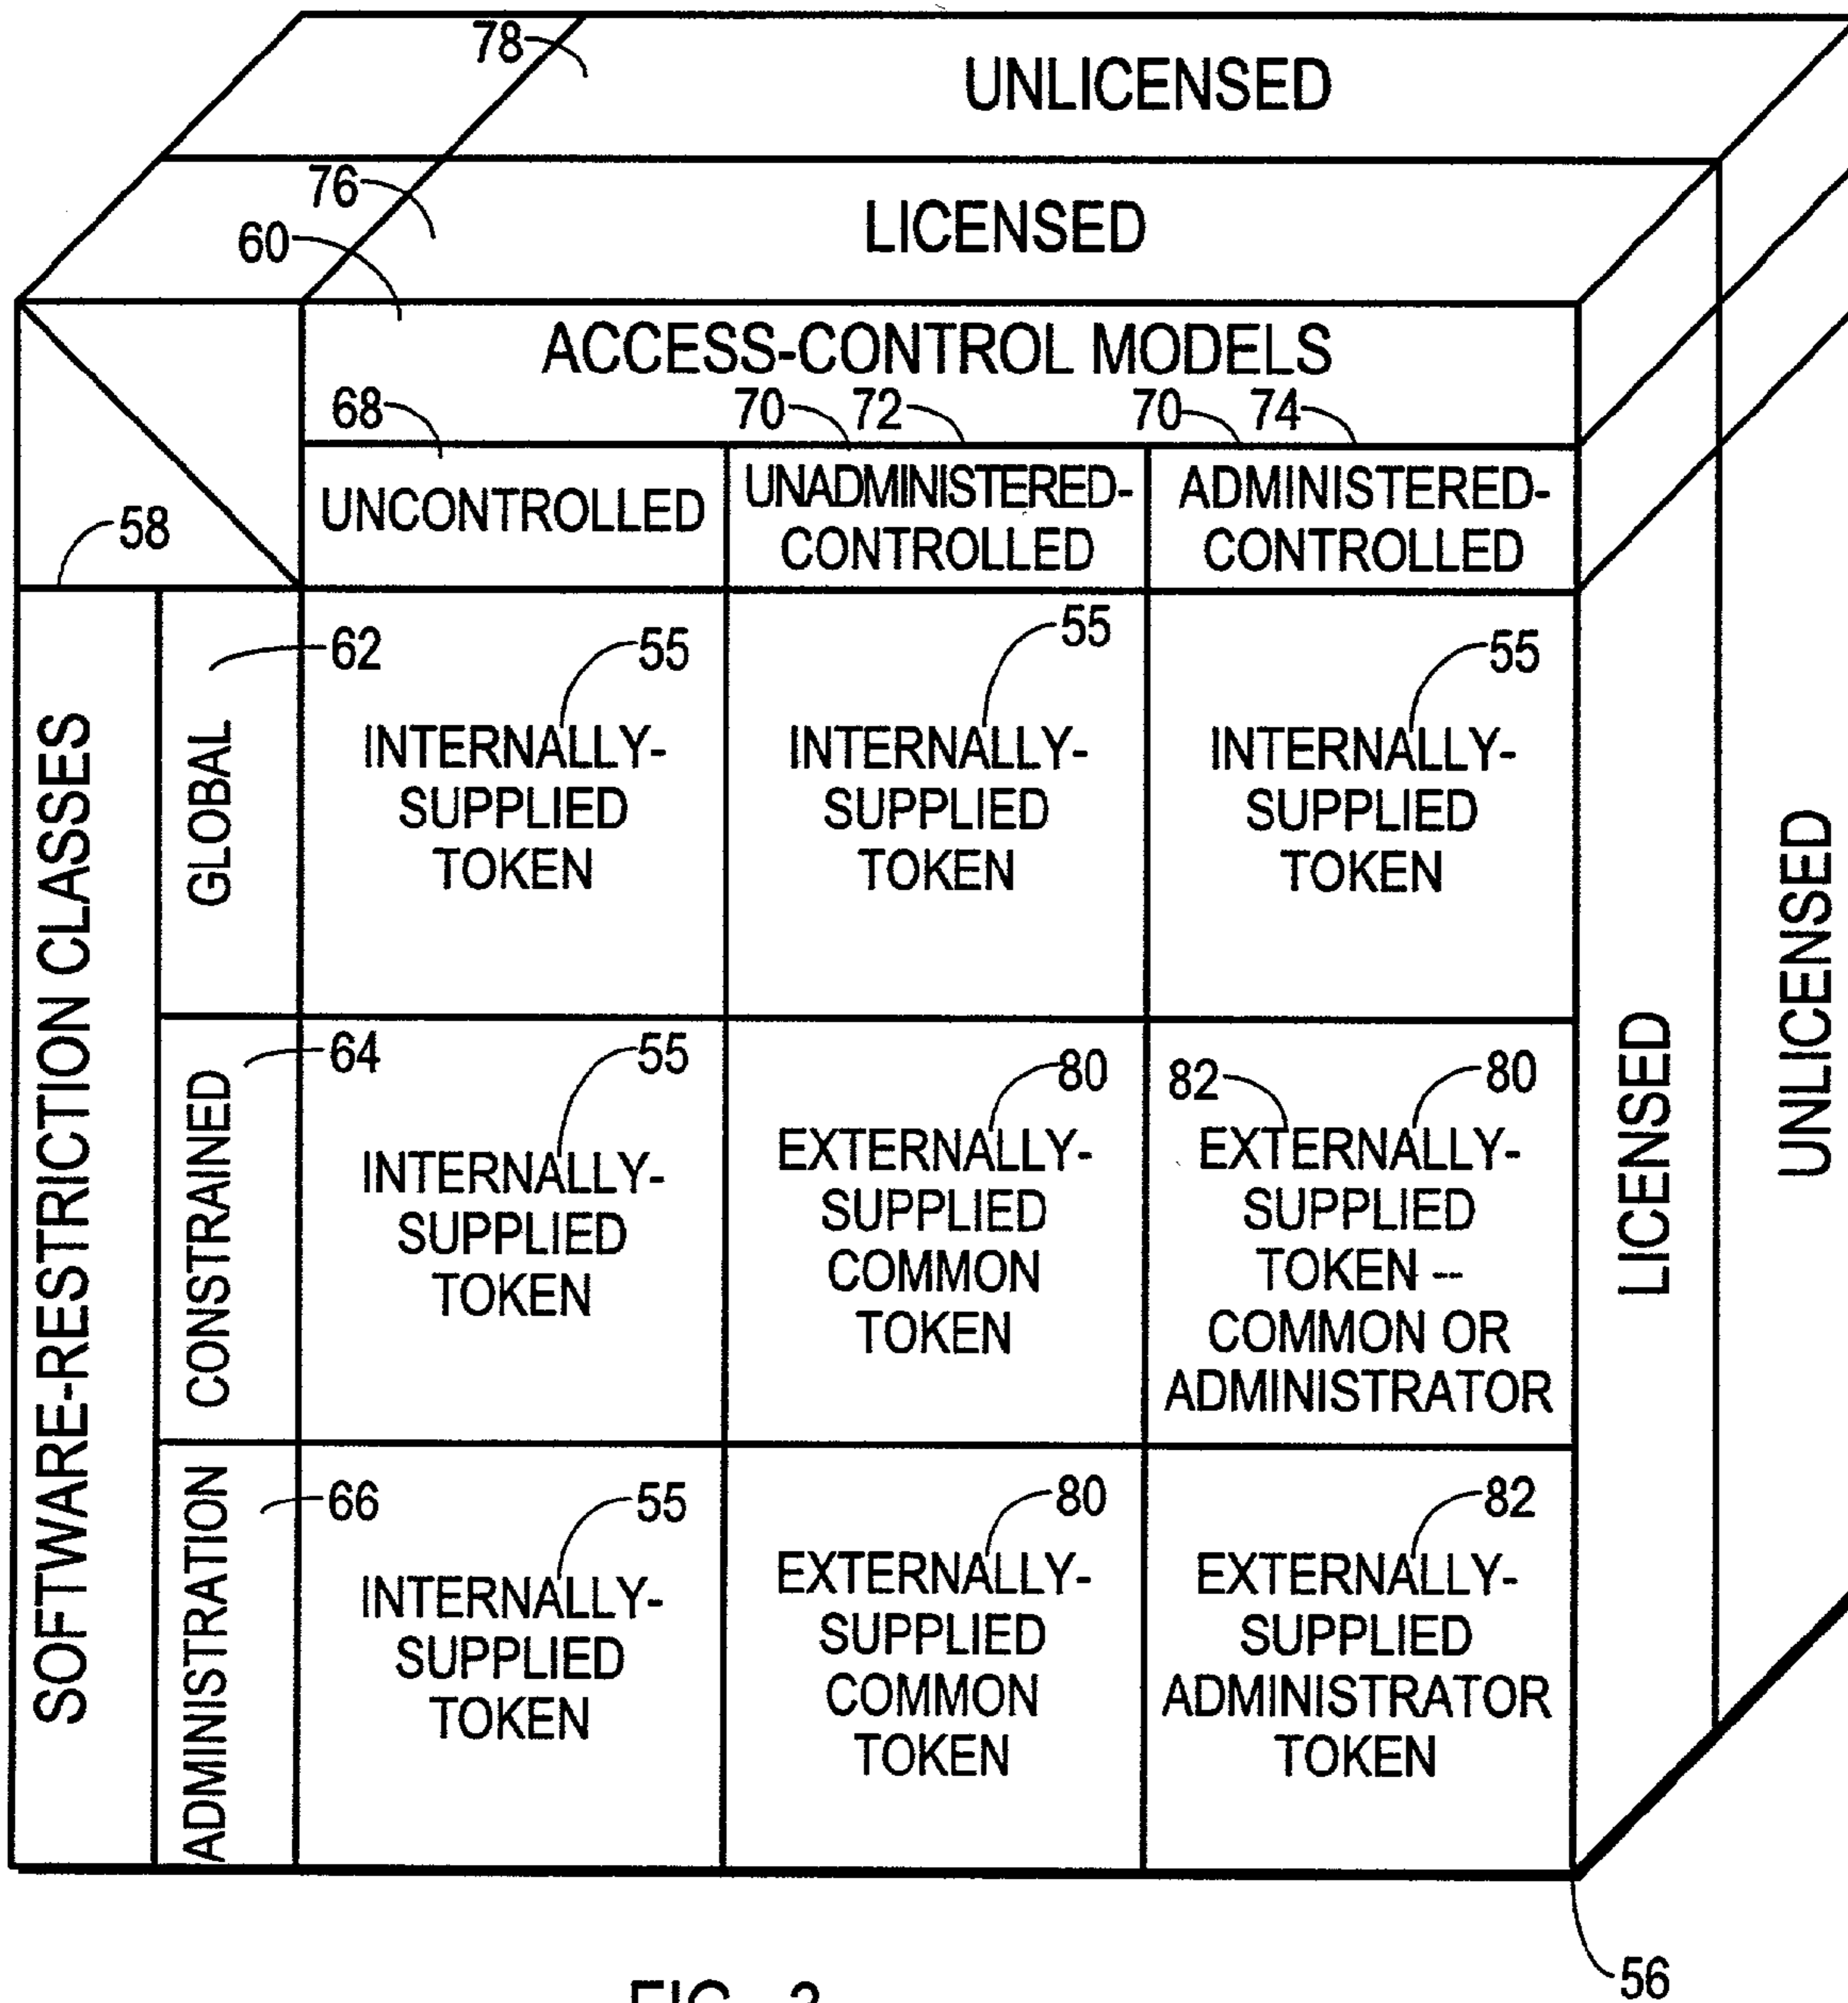 78
UNLICENSED
76
LICENSED
60
ACCESS-CONTROL MODELS
68
70
72
70
74
UNCONTROLLED
UNADMINISTERED-
CONTROLLED
ADMINISTERED-
CONTROLLED
58
SOFTWARE-RESTRICTION CLASSES
GLOBAL
62
55
INTERNALLY-
SUPPLIED
TOKEN
55
INTERNALLY-
SUPPLIED
TOKEN
55
INTERNALLY-
SUPPLIED
TOKEN
CONSTRAINED
64
55
INTERNALLY-
SUPPLIED
TOKEN
80
EXTERNALLY-
SUPPLIED
COMMON
TOKEN
82
80
EXTERNALLY-
SUPPLIED
TOKEN --
COMMON OR
ADMINISTRATOR
ADMINISTRATION
66
55
INTERNALLY-
SUPPLIED
TOKEN
80
EXTERNALLY-
SUPPLIED
COMMON
TOKEN
82
EXTERNALLY-
SUPPLIED
ADMINISTRATOR
TOKEN
LICENSED
UNLICENSED
56